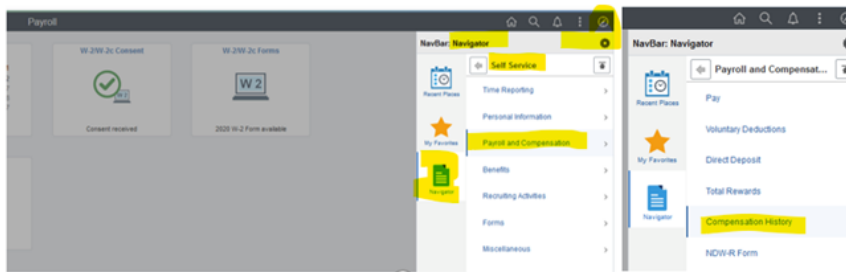 Payroll
W-2/W-2c Consent
W2
Consent received
W-2/W-2c Forms
W2
2020 W-2 Form available
NavBar: Navigator
Recent Places
My Favorites
Navigator
Self Service
Time Reporting
Personal Information
Payroll and Compensation
Benefits
Recruiting Activities
Forms
Miscellaneous
NavBar: Navigator
Recent Places
My Favorites
Navigator
Payroll and Compensat...
Pay
Voluntary Deductions
Direct Deposit
Total Rewards
Compensation History
NDW-R Form